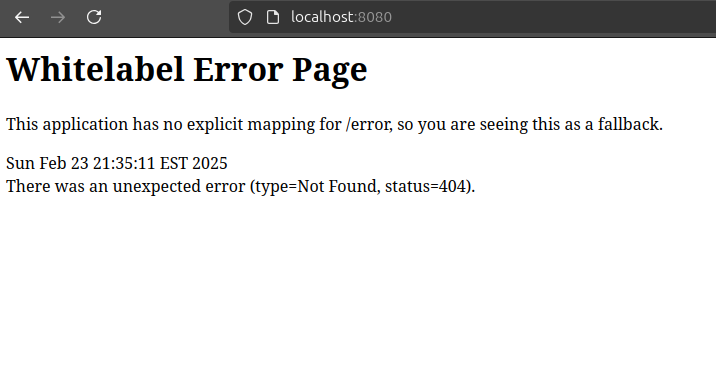 localhost:8080
Whitelabel Error Page
This application has no explicit mapping for /error, so you are seeing this as a fallback.
Sun Feb 23 21:35:11 EST 2025
There was an unexpected error (type=Not Found, status=404).